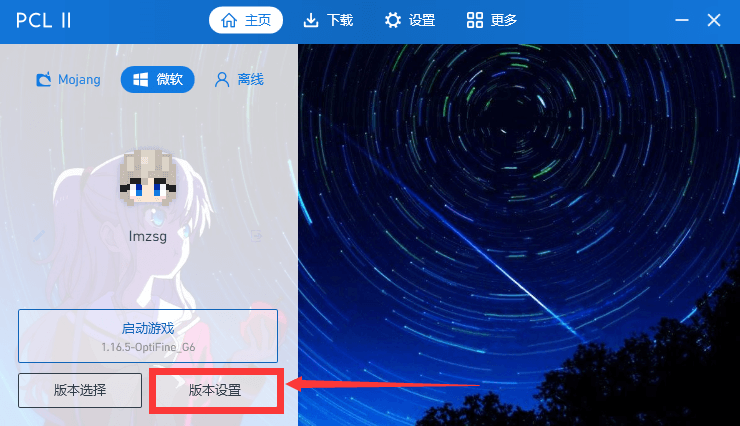 PCL II
主页
下载
设置
更多
Mojang
微软
离线
lmzsg
启动游戏
1.16.5-OptiFine_G6
版本选择
版本设置